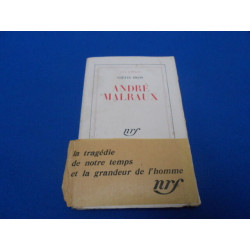 ANDRÉ
MALRAUX
nrf
la tragédie
de notre temps
et la grandeur de l'homme
nrf